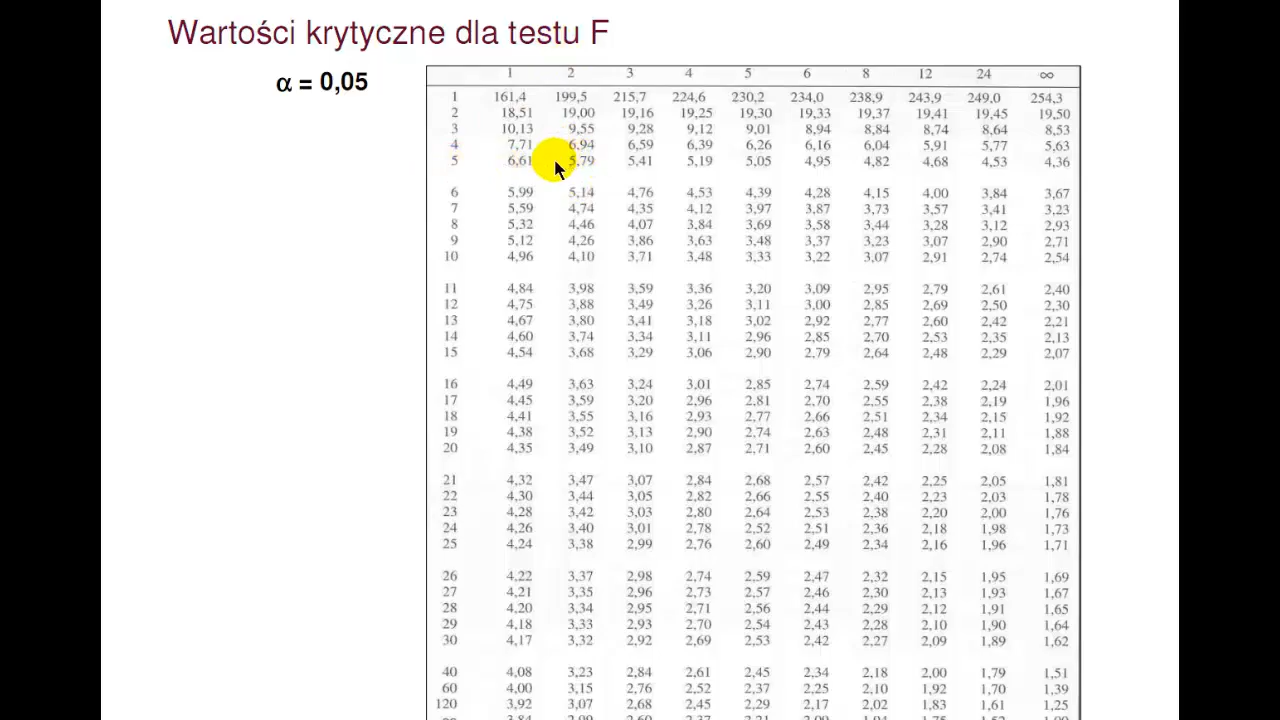 Wartości krytyczne dla testu F
α = 0,05
1 2 3 4 5 6 8 12 24 ∞
1 161,4 199,5 215,7 224,6 230,2 234,0 238,9 243,9 249,0 254,3
2 18,51 19,00 19,16 19,25 19,30 19,33 19,37 19,41 19,45 19,50
3 10,13 9,55 9,28 9,12 9,01 8,94 8,84 8,74 8,64 8,53
4 7,71 6,94 6,59 6,39 6,26 6,16 6,04 5,91 5,77 5,63
5 6,61 5,79 5,41 5,19 5,05 4,95 4,82 4,68 4,53 4,36
6 5,99 5,14 4,76 4,53 4,39 4,28 4,15 4,00 3,84 3,67
7 5,59 4,74 4,35 4,12 3,97 3,87 3,73 3,57 3,41 3,23
8 5,32 4,46 4,07 3,84 3,69 3,58 3,44 3,28 3,12 2,93
9 5,12 4,26 3,86 3,63 3,48 3,37 3,23 3,07 2,90 2,71
10 4,96 4,10 3,71 3,48 3,33 3,22 3,07 2,91 2,74 2,54
11 4,84 3,98 3,59 3,36 3,20 3,09 2,95 2,79 2,61 2,40
12 4,75 3,88 3,49 3,26 3,11 3,00 2,85 2,69 2,50 2,30
13 4,67 3,80 3,41 3,18 3,02 2,92 2,77 2,60 2,42 2,21
14 4,60 3,74 3,34 3,11 2,96 2,85 2,70 2,53 2,35 2,13
15 4,54 3,68 3,29 3,06 2,90 2,79 2,64 2,48 2,29 2,07
16 4,49 3,63 3,24 3,01 2,85 2,74 2,59 2,42 2,24 2,01
17 4,45 3,59 3,20 2,96 2,81 2,70 2,55 2,38 2,19 1,96
18 4,41 3,55 3,16 2,93 2,77 2,66 2,51 2,34 2,15 1,92
19 4,38 3,52 3,13 2,90 2,74 2,63 2,48 2,31 2,11 1,88
20 4,35 3,49 3,10 2,87 2,71 2,60 2,45 2,28 2,08 1,84
21 4,32 3,47 3,07 2,84 2,68 2,57 2,42 2,25 2,05 1,81
22 4,30 3,44 3,05 2,82 2,66 2,55 2,40 2,23 2,03 1,78
23 4,28 3,42 3,03 2,80 2,64 2,53 2,38 2,20 2,00 1,76
24 4,26 3,40 3,01 2,78 2,52 2,51 2,36 2,18 1,98 1,73
25 4,24 3,38 2,99 2,76 2,60 2,49 2,34 2,16 1,96 1,71
26 4,22 3,37 2,98 2,74 2,59 2,47 2,32 2,15 1,95 1,69
27 4,21 3,35 2,96 2,73 2,57 2,46 2,30 2,13 1,93 1,67
28 4,20 3,34 2,95 2,71 2,56 2,44 2,29 2,12 1,91 1,65
29 4,18 3,33 2,93 2,70 2,54 2,43 2,28 2,10 1,90 1,64
30 4,17 3,32 2,92 2,69 2,53 2,42 2,27 2,09 1,89 1,62
40 4,08 3,23 2,84 2,61 2,45 2,34 2,18 2,00 1,79 1,51
60 4,00 3,15 2,76 2,52 2,37 2,25 2,10 1,92 1,70 1,39
120 3,92 3,07 2,68 2,45 2,29 2,17 2,02 1,83 1,61 1,25